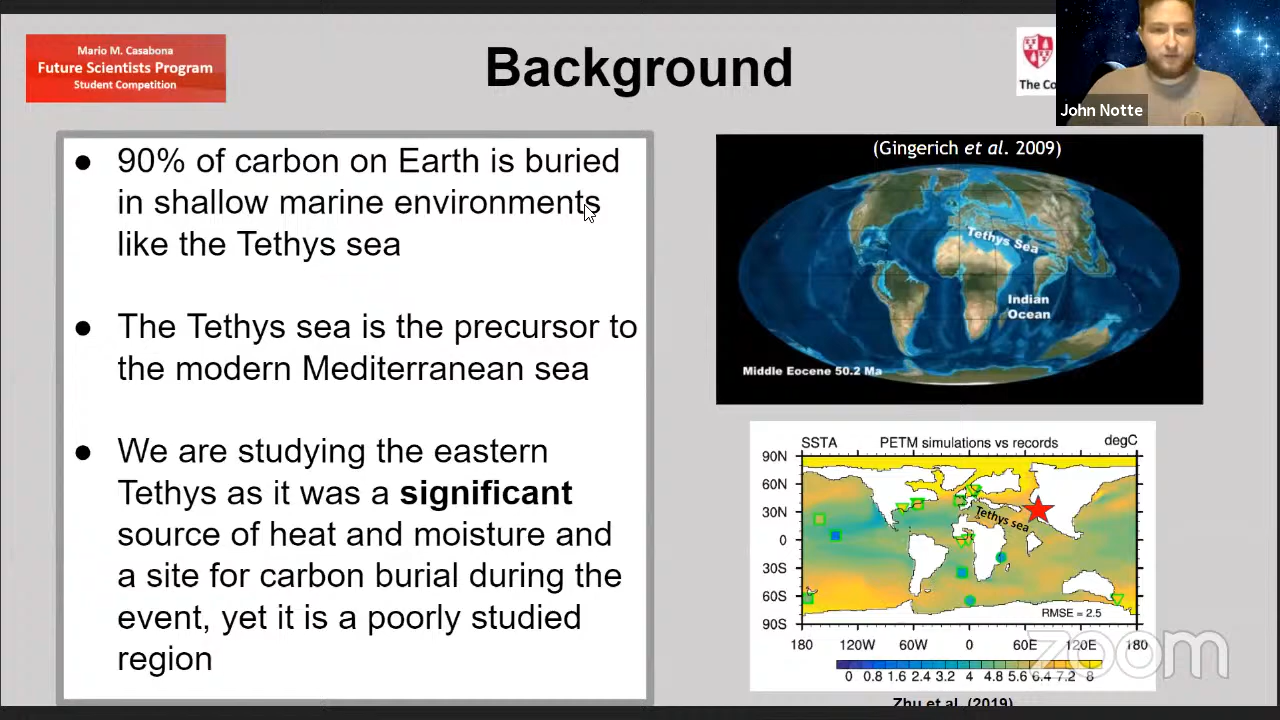 Mario M. Casabona
Future Scientists Program
Student Competition
Background
The Co
John Notte
● 90% of carbon on Earth is buried
in shallow marine environments
like the Tethys sea
● The Tethys sea is the precursor to
the modern Mediterranean sea
● We are studying the eastern
Tethys as it was a significant
source of heat and moisture and
a site for carbon burial during the
event, yet it is a poorly studied
region
(Gingerich et al. 2009)
Tethys Sea
Indian
Ocean
Middle Eocene 50.2 Ma
SSTA PETM simulations vs records degC
90N
60N
30N
0
30S
60S
90S
Tethys sea
RMSE = 2.5
180 120W 60W 0 60E 120E 180
0 0.8 1.6 2.4 3.2 4 4.8 5.6 6.4 7.2 8
Zhu et al. (2019)
zoom